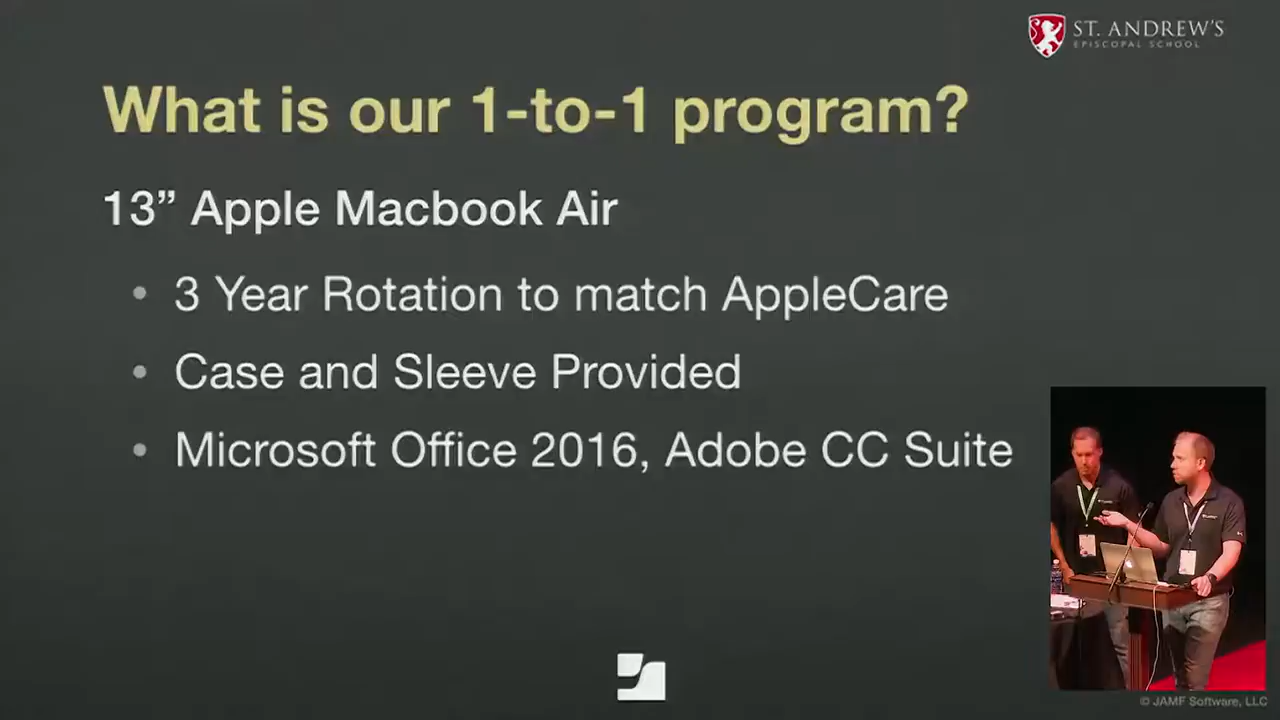 ST. ANDREW'S
EPISCOPAL SCHOOL
What is our 1-to-1 program?
13” Apple Macbook Air
• 3 Year Rotation to match AppleCare
• Case and Sleeve Provided
• Microsoft Office 2016, Adobe CC Suite
© JAMF Software, LLC